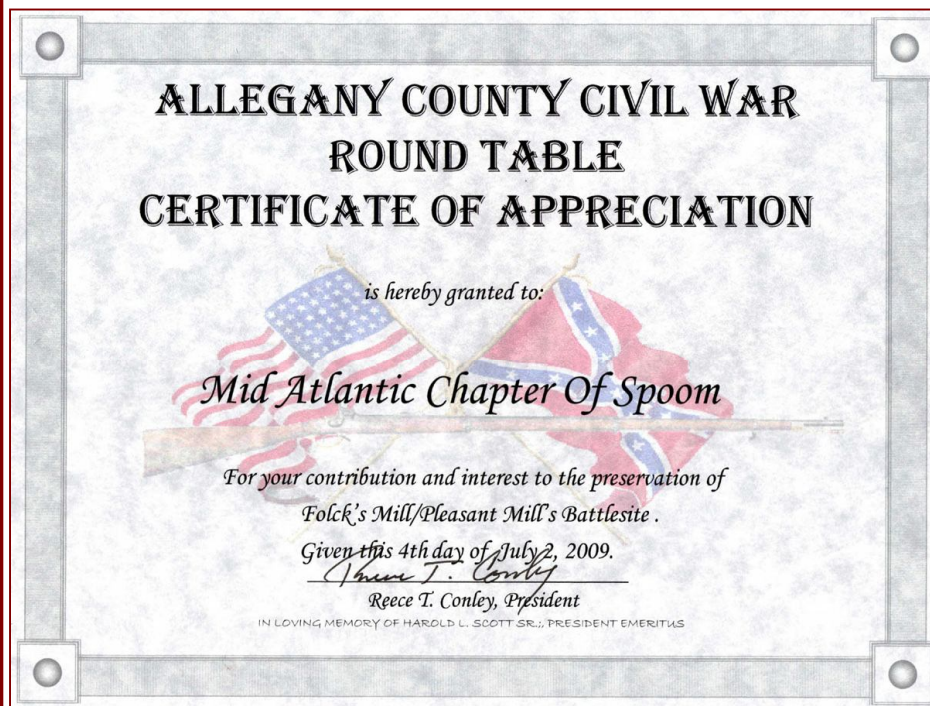 ALLEGANY COUNTY CIVIL WAR
ROUND TABLE
CERTIFICATE OF APPRECIATION
is hereby granted to:
Mid Atlantic Chapter Of Spoom
For your contribution and interest to the preservation of
Folck's Mill/Pleasant Mill's Battlesite .
Given this 4th day of July 2, 2009.
Reece T. Conley
Reece T. Conley, President
IN LOVING MEMORY OF HAROLD L. SCOTT SR.;, PRESIDENT EMERITUS